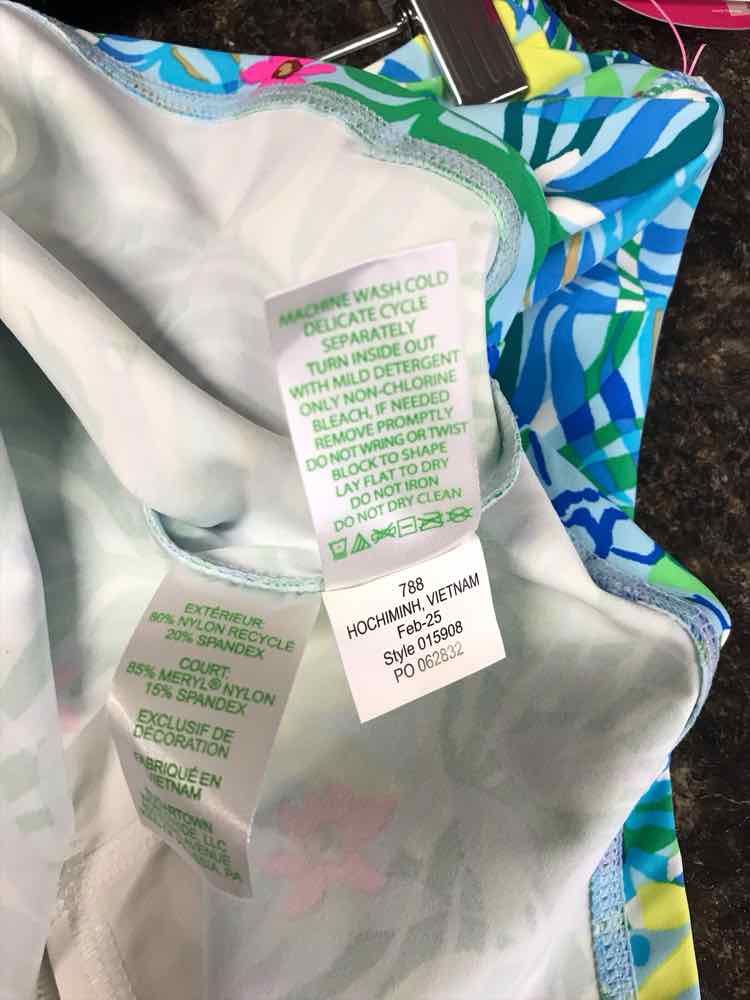 MACHINE WASH COLD
DELICATE CYCLE
SEPARATELY
TURN INSIDE OUT
WITH MILD DETERGENT
ONLY NON-CHLORINE
BLEACH, IF NEEDED
REMOVE PROMPTLY
DO NOT WRING OR TWIST
BLOCK TO SHAPE
LAY FLAT TO DRY
DO NOT IRON
DO NOT DRY CLEAN
788
HOCHIMINH, VIETNAM
Feb-25
Style 015908
PO 062832
EXTÉRIEUR:
80% NYLON RECYCLE
20% SPANDEX
COURT:
85% MERYL® NYLON
15% SPANDEX
EXCLUSIF DE
DÉCORATION
FABRIQUÉ EN
VIETNAM
LLC
AVENUE
PA